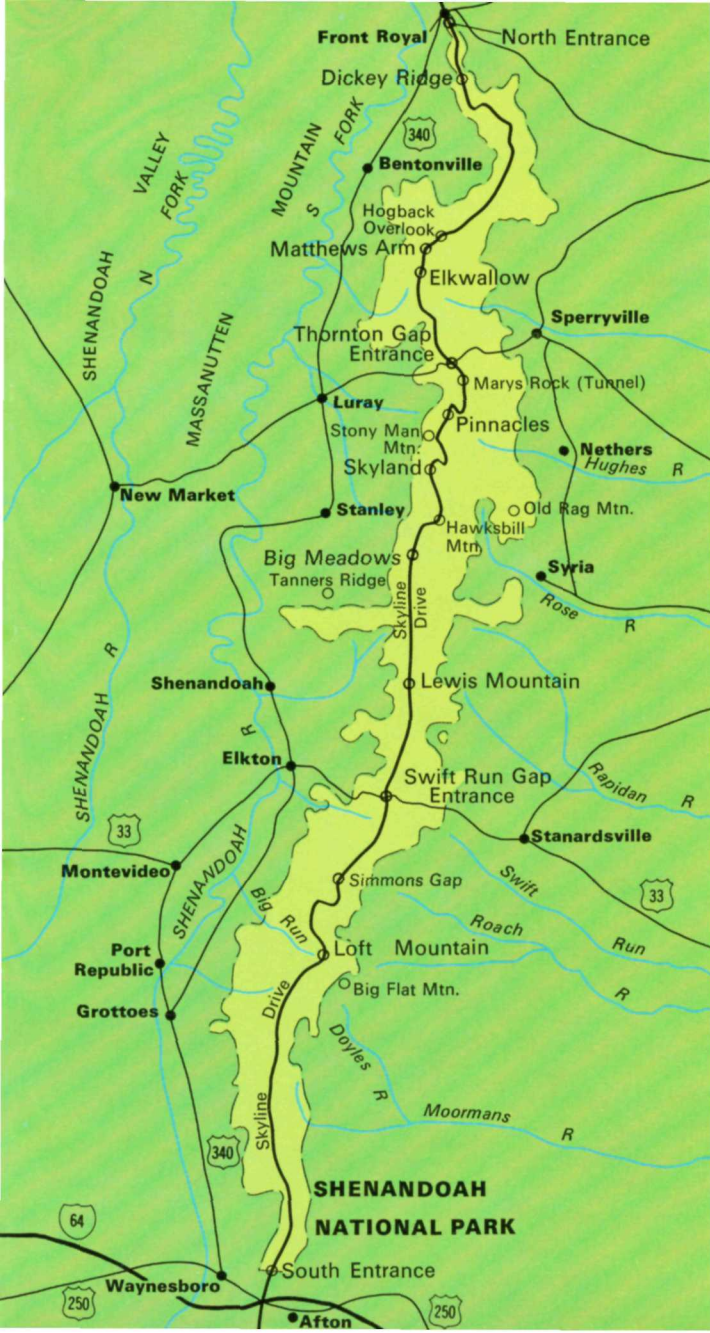 Front Royal
North Entrance
Dickey Ridge
340
VALLEY
FORK
MOUNTAIN
S FORK
Bentonville
Hogback
Overlook
Matthews Arm
Elkwallow
SHENANDOAH
N
MASSANUTTEN
Sperryville
Thornton Gap
Entrance
Marys Rock (Tunnel)
Luray
Pinnacles
Stony Man
Mtn.
Nethers
Hughes R
Skyland
New Market
Stanley
Old Rag Mtn.
Hawksbill
Mtn.
Big Meadows
Tanners Ridge
Syria
Skyline
Drive
Rose R
SHENANDOAH R
Shenandoah
Lewis Mountain
R
Elkton
Swift Run Gap
Entrance
Rapidan R
33
Stanardsville
Montevideo
SHENANDOAH
Simmons Gap
Swift Run
33
Big Run
Roach R
Port
Republic
Loft Mountain
Big Flat Mtn.
Grottoes
Skyline Drive
Doyles R
Moormans R
340
SHENANDOAH
NATIONAL PARK
64
South Entrance
Waynesboro
250
250
Afton